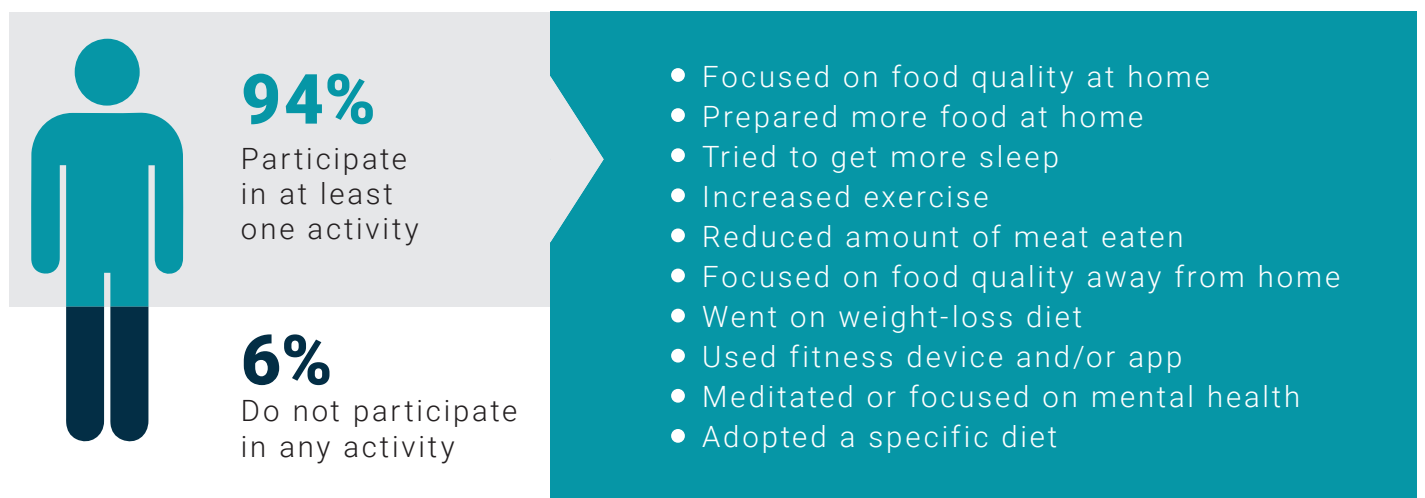 94%
Participate
in at least
one activity
6%
Do not participate
in any activity
• Focused on food quality at home
• Prepared more food at home
• Tried to get more sleep
• Increased exercise
• Reduced amount of meat eaten
• Focused on food quality away from home
• Went on weight-loss diet
• Used fitness device and/or app
• Meditated or focused on mental health
• Adopted a specific diet